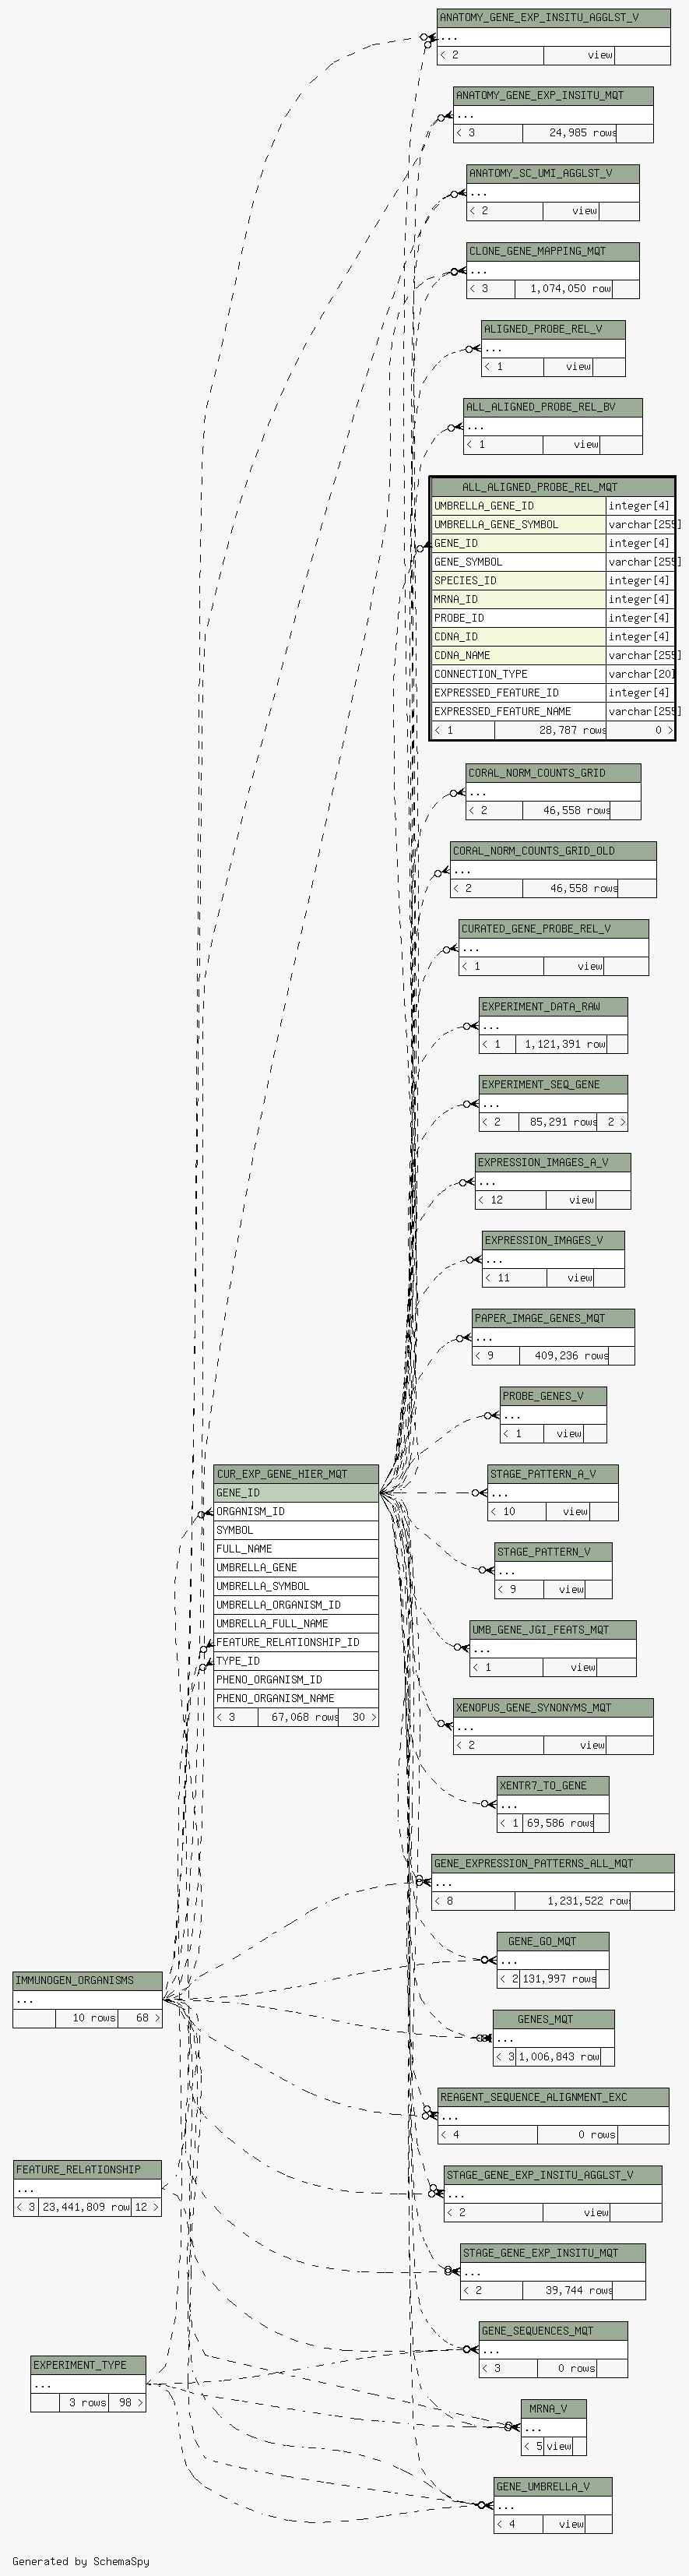 ANATOMY_GENE_EXP_INSITU_AGGLST_V
...
< 2 view
ANATOMY_GENE_EXP_INSITU_MQT
...
< 3 24,985 rows
ANATOMY_SC_UMI_AGGLST_V
...
< 2 view
CLONE_GENE_MAPPING_MQT
...
< 3 1,074,050 row
ALIGNED_PROBE_REL_V
...
< 1 view
ALL_ALIGNED_PROBE_REL_BV
...
< 1 view
ALL_ALIGNED_PROBE_REL_MQT
UMBRELLA_GENE_ID integer[4]
UMBRELLA_GENE_SYMBOL varchar[255]
GENE_ID integer[4]
GENE_SYMBOL varchar[255]
SPECIES_ID integer[4]
MRNA_ID integer[4]
PROBE_ID integer[4]
CDNA_ID integer[4]
CDNA_NAME varchar[255]
CONNECTION_TYPE varchar[20]
EXPRESSED_FEATURE_ID integer[4]
EXPRESSED_FEATURE_NAME varchar[255]
< 1 28,787 rows 0 >
CORAL_NORM_COUNTS_GRID
...
< 2 46,558 rows
CORAL_NORM_COUNTS_GRID_OLD
...
< 2 46,558 rows
CURATED_GENE_PROBE_REL_V
...
< 1 view
EXPERIMENT_DATA_RAW
...
< 1 1,121,391 row
EXPERIMENT_SEQ_GENE
...
< 2 85,291 rows 2 >
EXPRESSION_IMAGES_A_V
...
< 12 view
EXPRESSION_IMAGES_V
...
< 11 view
PAPER_IMAGE_GENES_MQT
...
< 9 409,236 rows
PROBE_GENES_V
...
< 1 view
CUR_EXP_GENE_HIER_MQT
GENE_ID
ORGANISM_ID
SYMBOL
FULL_NAME
UMBRELLA_GENE
UMBRELLA_SYMBOL
UMBRELLA_ORGANISM_ID
UMBRELLA_FULL_NAME
FEATURE_RELATIONSHIP_ID
TYPE_ID
PHENO_ORGANISM_ID
PHENO_ORGANISM_NAME
< 3 67,068 rows 30 >
STAGE_PATTERN_A_V
...
< 10 view
STAGE_PATTERN_V
...
< 9 view
UMB_GENE_JGI_FEATS_MQT
...
< 1 view
XENOPUS_GENE_SYNONYMS_MQT
...
< 2 view
XENTR7_TO_GENE
...
< 1 69,586 rows
GENE_EXPRESSION_PATTERNS_ALL_MQT
...
< 8 1,231,522 row
GENE_GO_MQT
...
< 2 131,997 rows
IMMUNOGEN_ORGANISMS
...
10 rows 68 >
GENES_MQT
...
< 3 1,006,843 row
REAGENT_SEQUENCE_ALIGNMENT_EXC
...
< 4 0 rows
FEATURE_RELATIONSHIP
...
< 3 23,441,809 row 12 >
STAGE_GENE_EXP_INSITU_AGGLST_V
...
< 2 view
STAGE_GENE_EXP_INSITU_MQT
...
< 2 39,744 rows
GENE_SEQUENCES_MQT
...
< 3 0 rows
EXPERIMENT_TYPE
...
3 rows 98 >
MRNA_V
...
< 5 view
GENE_UMBRELLA_V
...
< 4 view
Generated by SchemaSpy